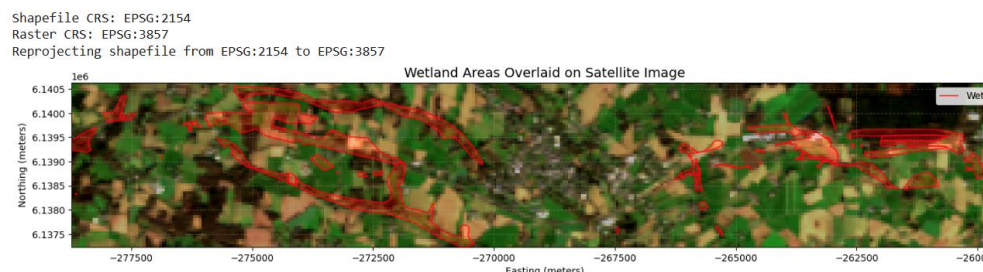 Shapefile CRS: EPSG:2154
Raster CRS: EPSG:3857
Reprojecting shapefile from EPSG:2154 to EPSG:3857
Wetland Areas Overlaid on Satellite Image
1e6
6.1405
6.1400
6.1395
6.1390
6.1385
6.1380
6.1375
Northing (meters)
Wet
−277500
−275000
−272500
−270000
−267500
−265000
−262500
−260
Easting (meters)